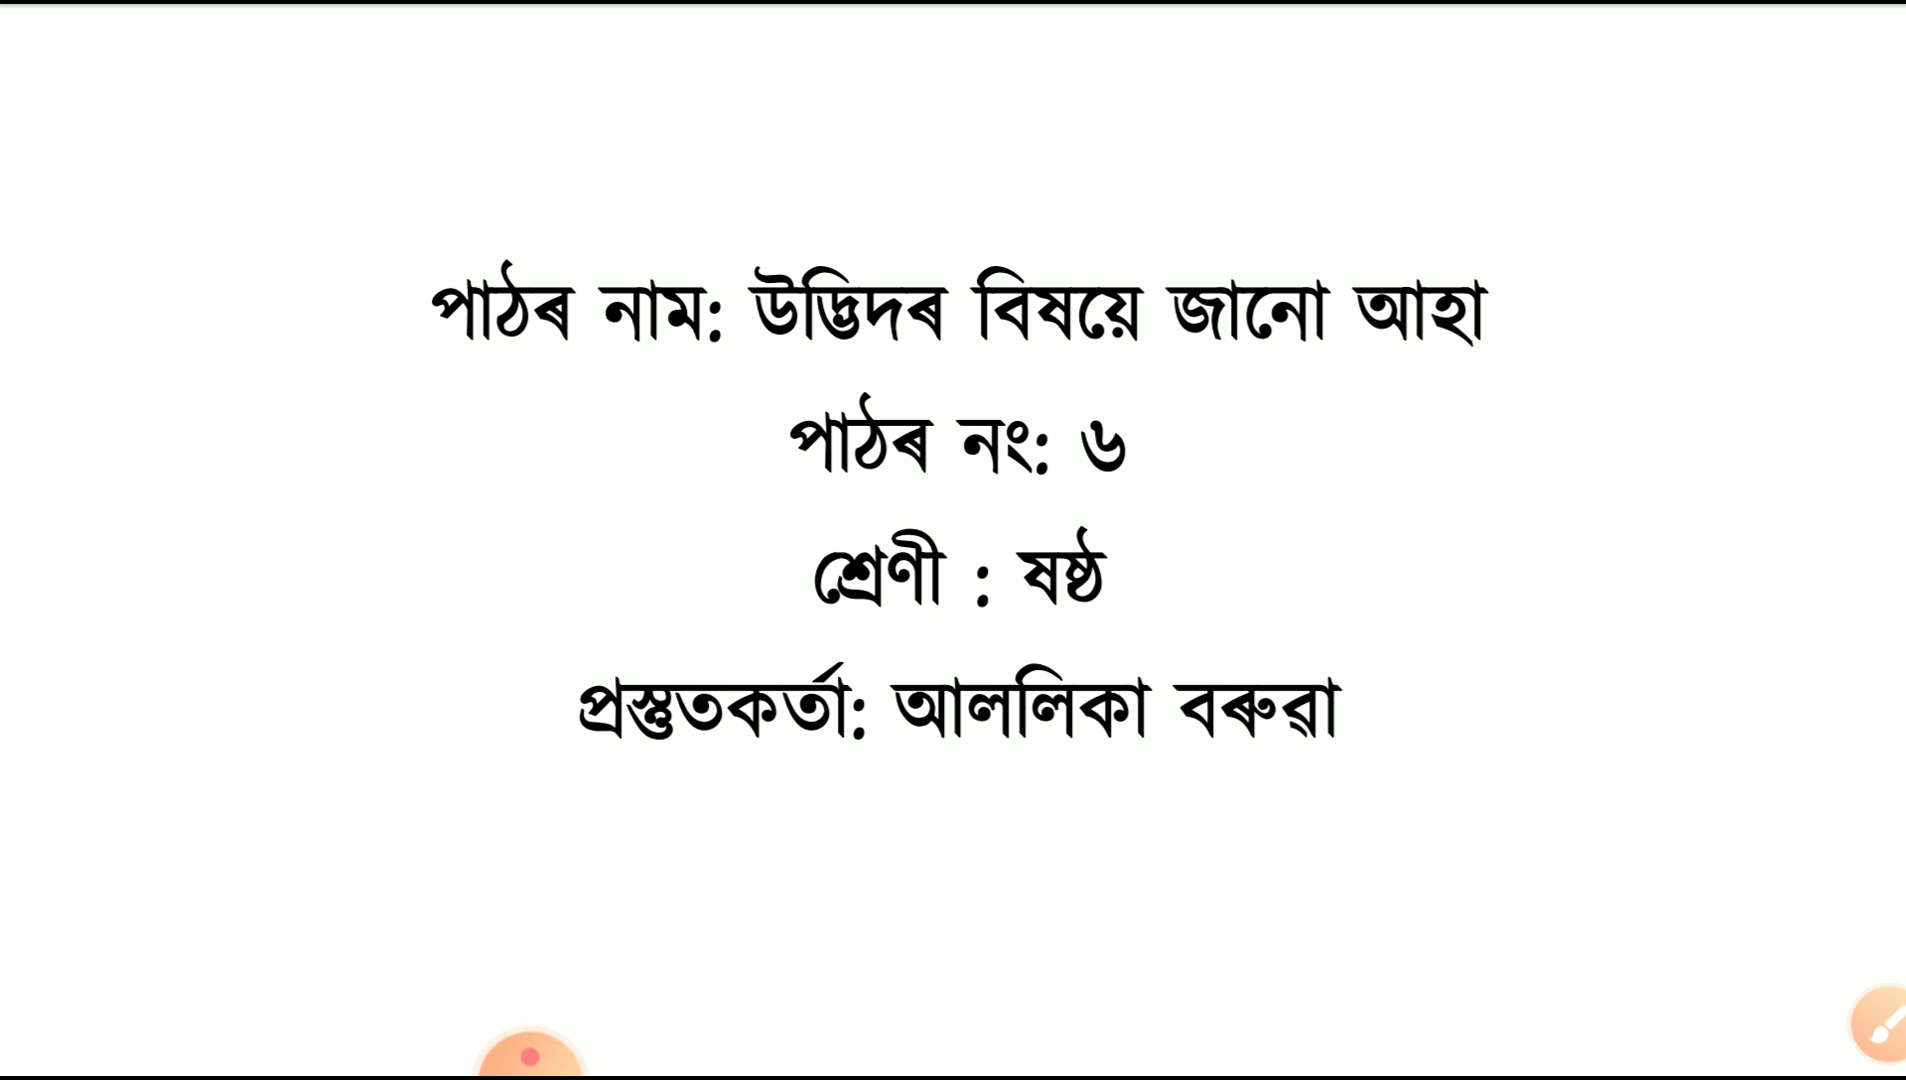 পাঠৰ নাম: উদ্ভিদৰ বিষয়ে জানো আহা
পাঠৰ নং: ৬
শ্ৰেণী : ষষ্ঠ
প্ৰস্তুতকৰ্তা: আললিকা বৰুৱা